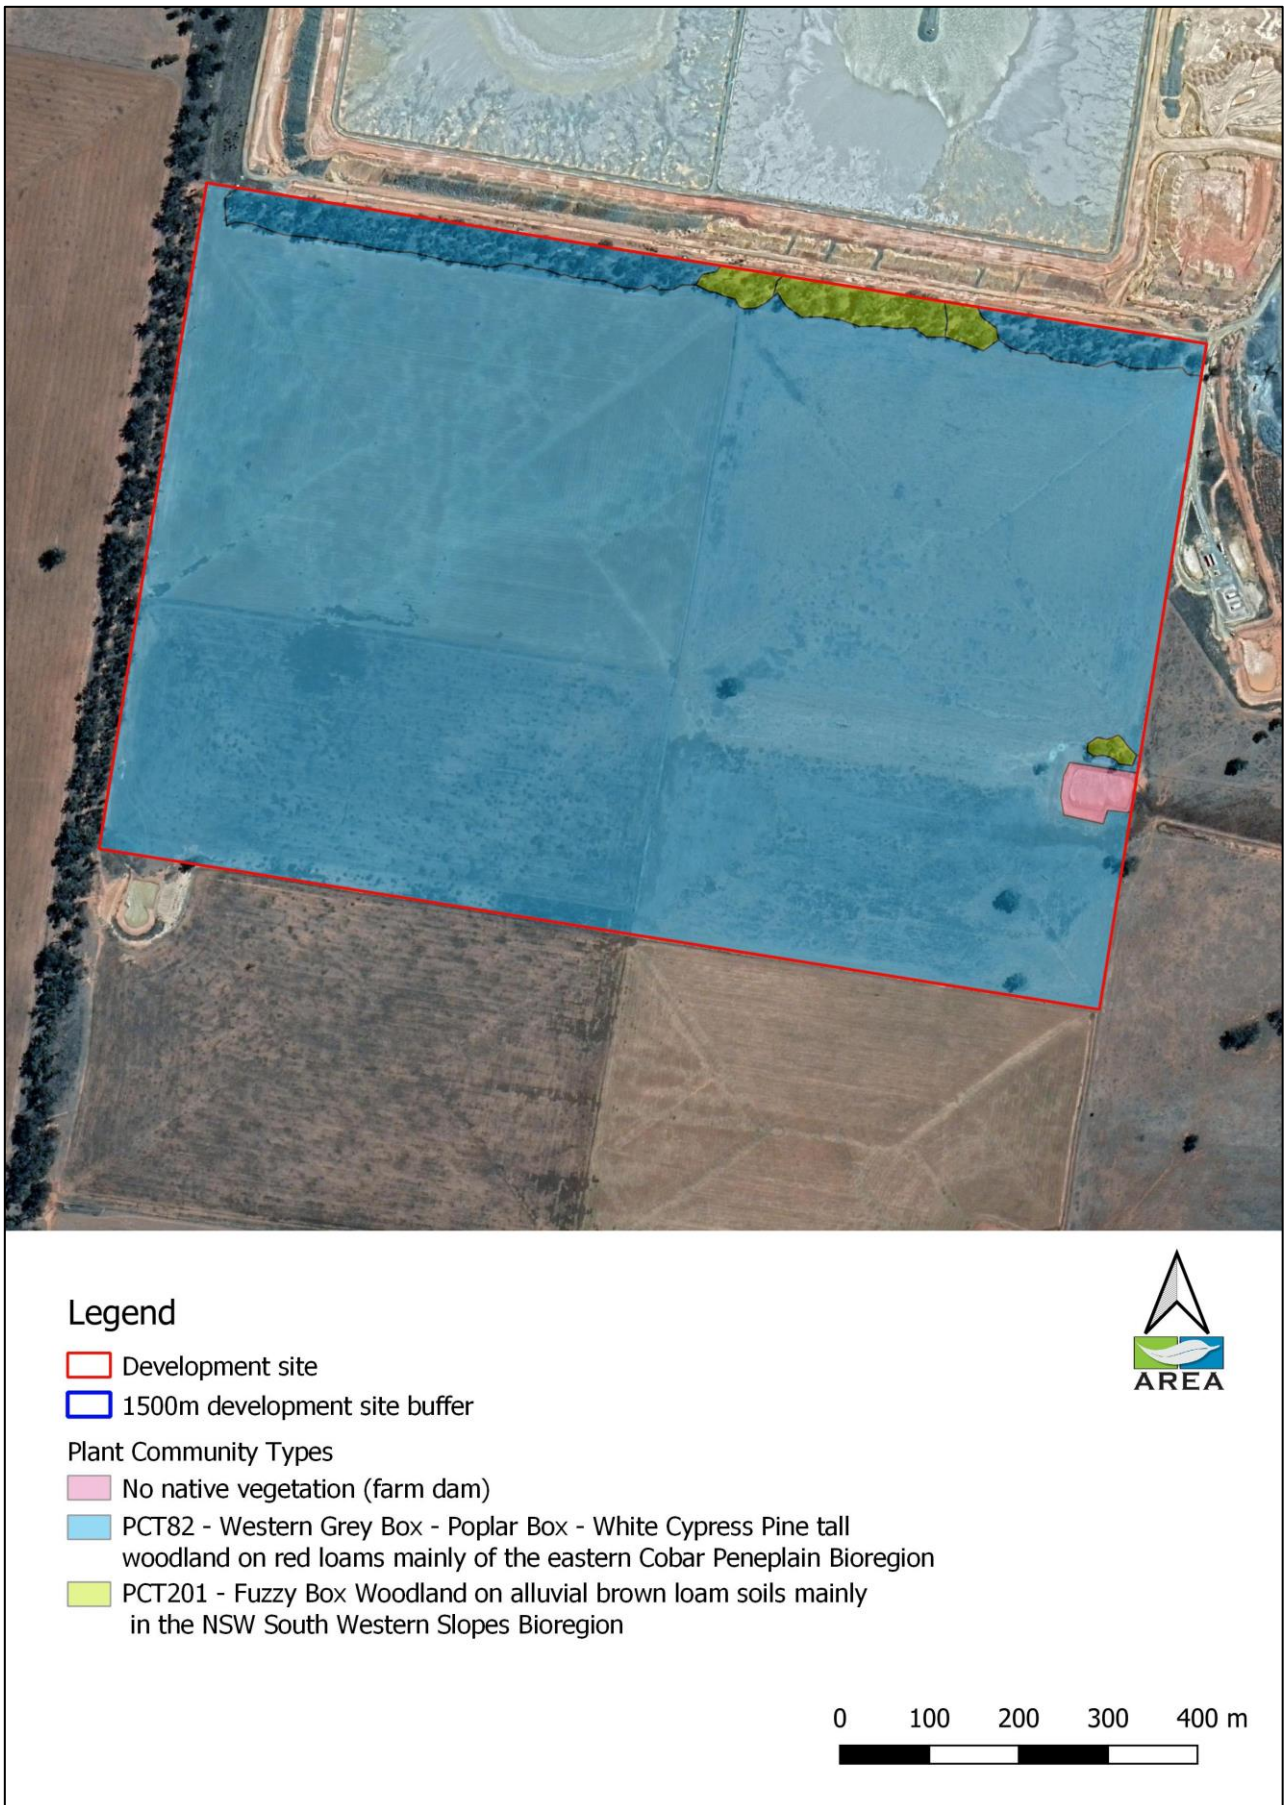 Legend
Development site
1500m development site buffer
Plant Community Types
No native vegetation (farm dam)
PCT82 - Western Grey Box - Poplar Box - White Cypress Pine tall
woodland on red loams mainly of the eastern Cobar Peneplain Bioregion
PCT201 - Fuzzy Box Woodland on alluvial brown loam soils mainly
in the NSW South Western Slopes Bioregion
AREA
0 100 200 300 400 m